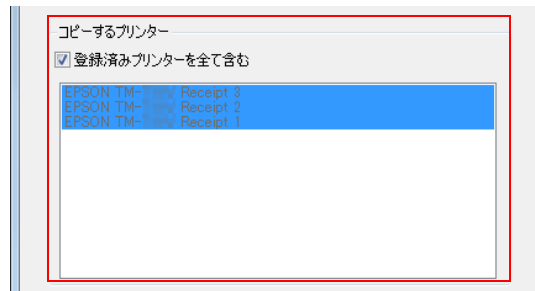 コピーするプリンター
登録済みプリンターを全て含む
EPSON TM- Receipt 3
EPSON TM- Receipt 2
EPSON TM- Receipt 1